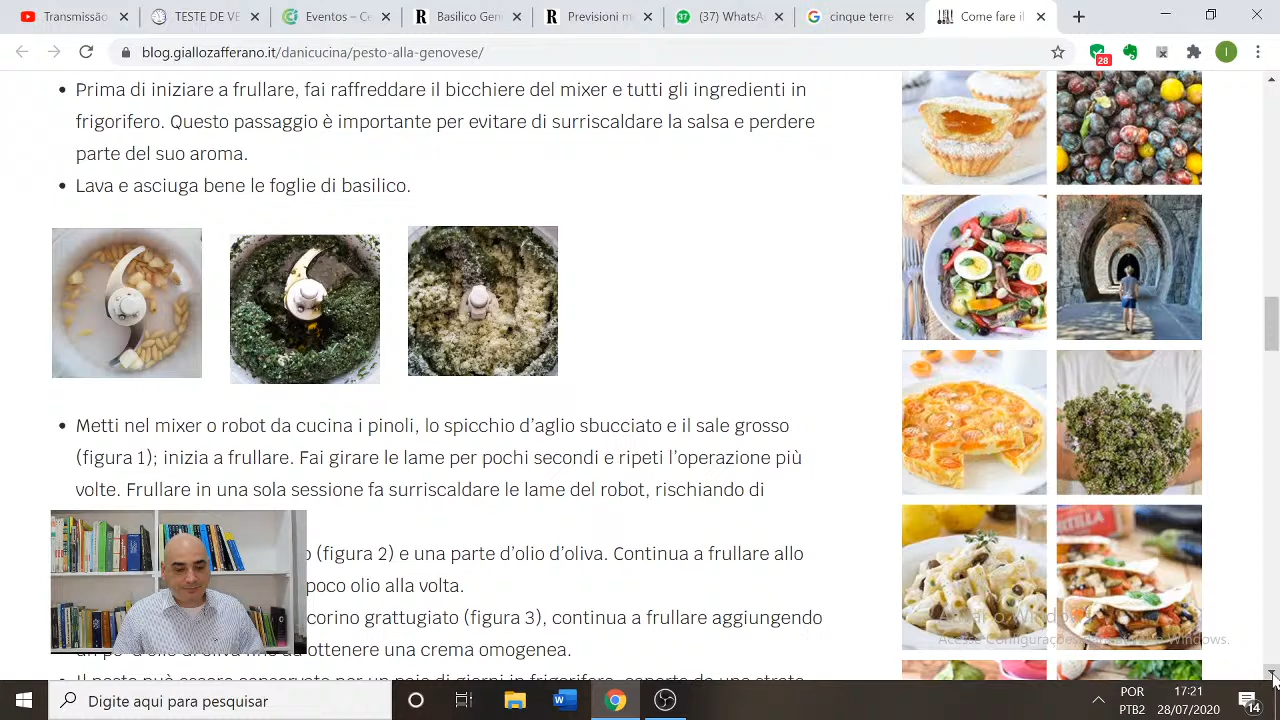 TransmissA
TESTE DE VE
Eventos – Ce
Basilico Gen
Previsioni m
37
(37) WhatsA
cinque terre
Come fare il
blog.giallozafferano.it/danicucina/pesto-alla-genovese/
28
I
Prima di iniziare a frullare, fai raffreddare il bicchiere del mixer e tutti gli ingredienti in
frigorifero. Questo passaggio è importante per evitare di surriscaldare la salsa e perdere
parte del suo aroma.
Lava e asciuga bene le foglie di basilico.
Metti nel mixer o robot da cucina i pinoli, lo spicchio d’aglio sbucciato e il sale grosso
(figura 1); inizia a frullare. Fai girare le lame per pochi secondi e ripeti l’operazione più
volte. Frullare in una sola sessione fa surriscaldare le lame del robot, rischiando di
(figura 2) e una parte d’olio d’oliva. Continua a frullare allo
poco olio alla volta.
grattugiato (figura 3), continua a frullare aggiungendo
ottenere una crema omogenea.
TILLA
Windows.
Digite aqui para pesquisar
POR
PTB2
17:21
28/07/2020
14